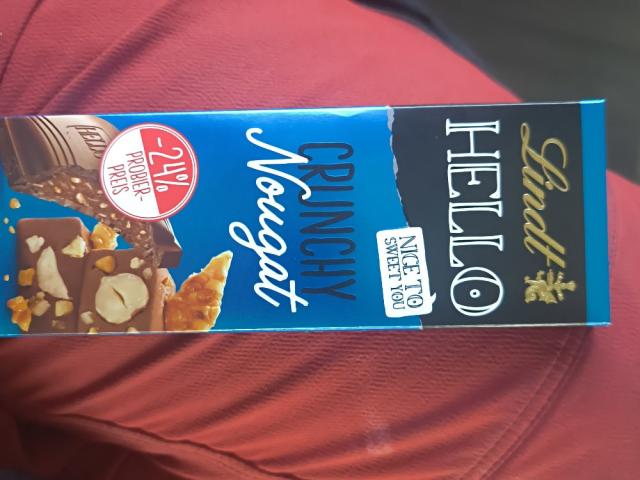 Lindt
HELLO
NICE TO
SWEET YOU
CRUNCHY
Nougat
-24%
PROBIER-
PREIS